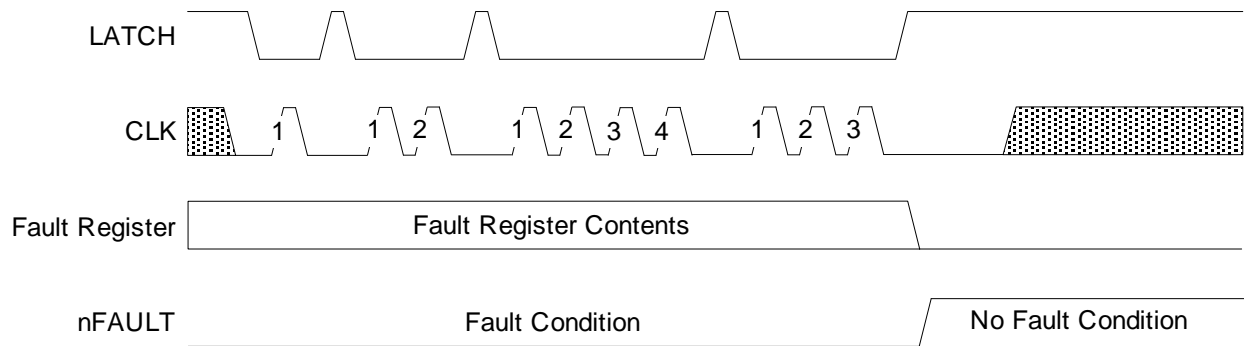 LATCH
CLK
1 1 2 1 2 3 4 1 2 3
Fault Register
Fault Register Contents
nFAULT
Fault Condition
No Fault Condition